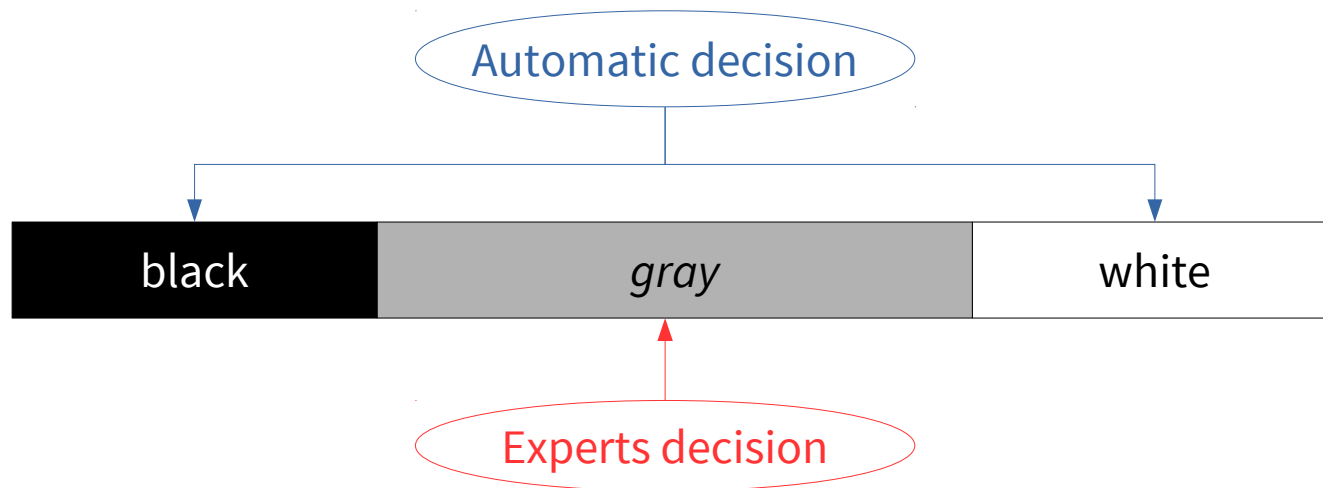 Automatic decision
black
gray
white
Experts decision